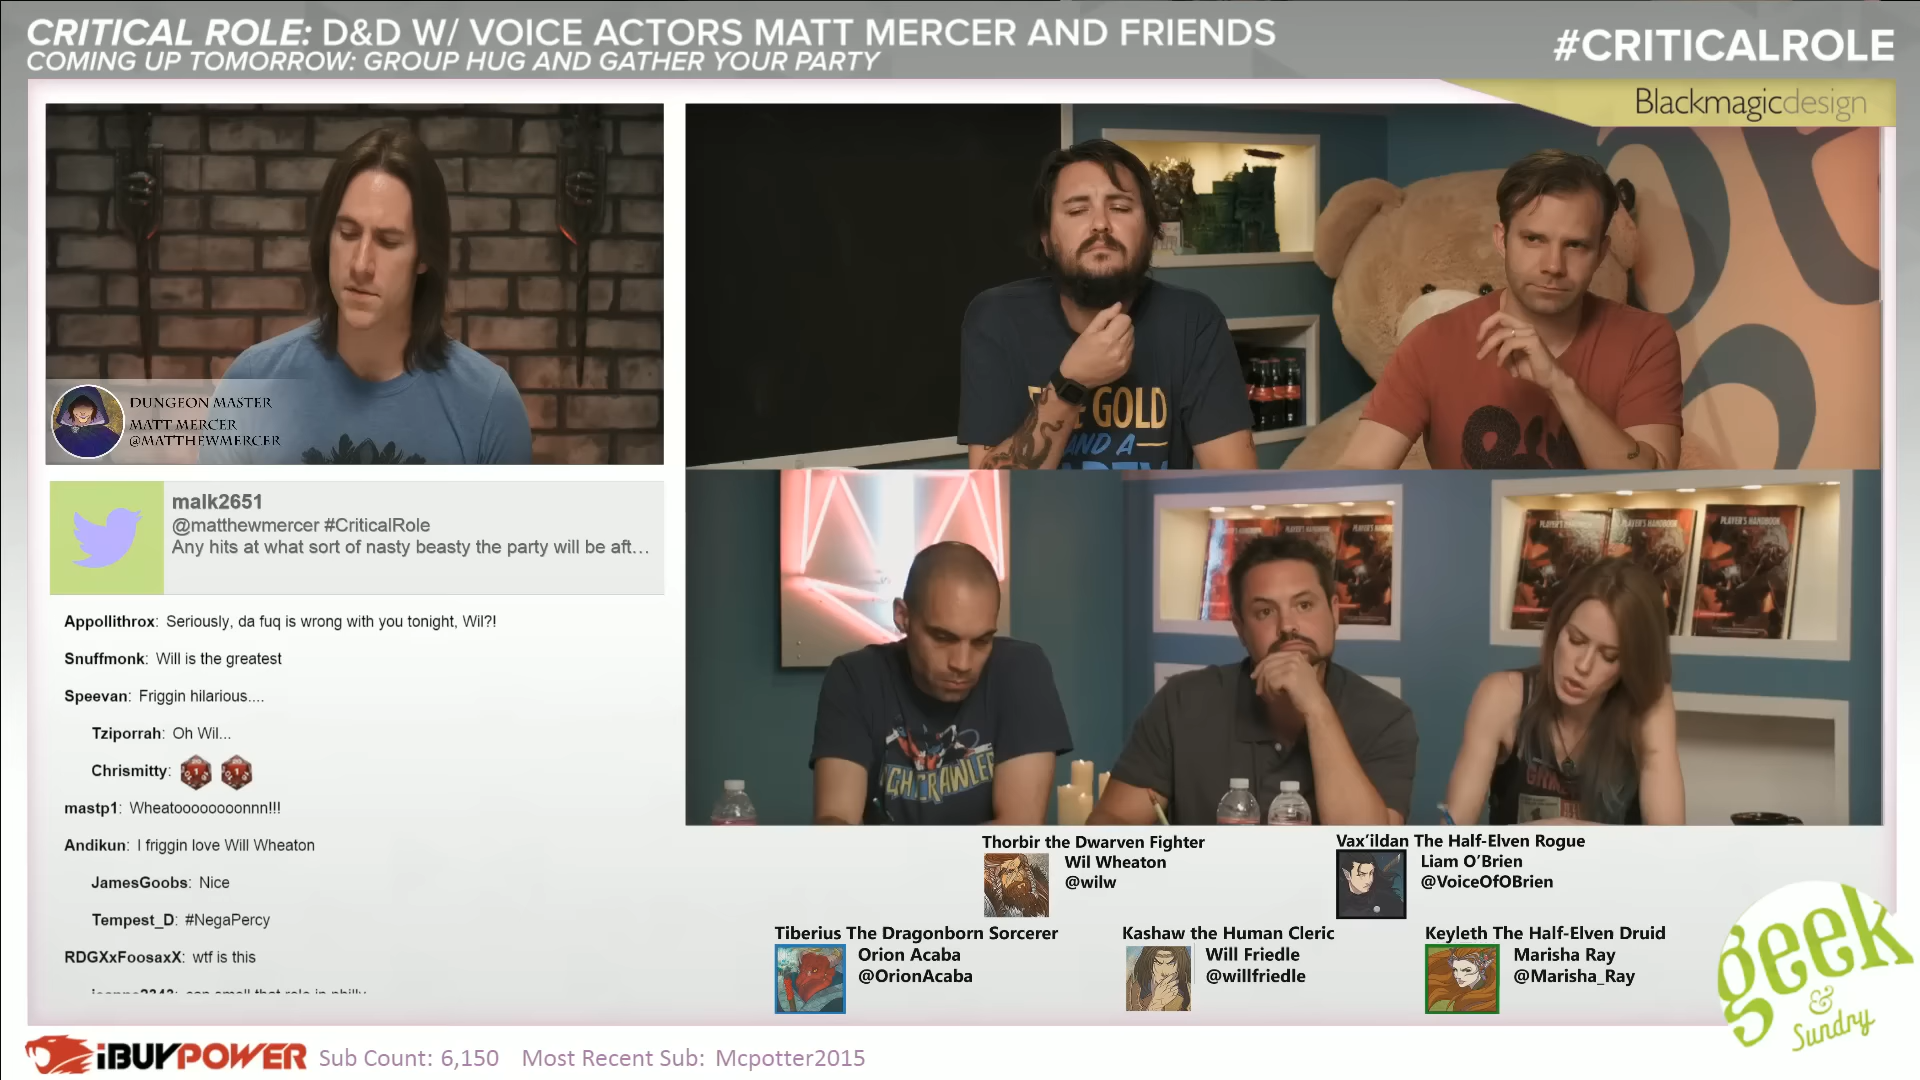 CRITICAL ROLE: D&D W/ VOICE ACTORS MATT MERCER AND FRIENDS
COMING UP TOMORROW: GROUP HUG AND GATHER YOUR PARTY
#CRITICALROLE
Blackmagicdesign
DUNGEON MASTER
MATT MERCER
@MATTHEWMERCER
GOLD
AND A
malk2651
@matthewmercer #CriticalRole
Any hits at what sort of nasty beasty the party will be aft...
PLAYER'S HANDBOOK
Appollithrox: Seriously, da fuq is wrong with you tonight, Wil?!
Snuffmonk: Will is the greatest
Speevan: Friggin hilarious....
Tziporrah: Oh Wil...
Chrismitty:
mastp1: Wheatoooooooonnn!!!
Andikun: I friggin love Will Wheaton
JamesGoobs: Nice
Tempest_D: #NegaPercy
RDGXxFoosaxX: wtf is this
Thorbir the Dwarven Fighter
Wil Wheaton
@wilw
Vax'ildan The Half-Elven Rogue
Liam O'Brien
@VoiceOfOBrien
Tiberius The Dragonborn Sorcerer
Orion Acaba
@OrionAcaba
Kashaw the Human Cleric
Will Friedle
@willfriedle
Keyleth The Half-Elven Druid
Marisha Ray
@Marisha_Ray
geek
&
Sundry
iBUYPOWER
Sub Count: 6,150 Most Recent Sub: Mcpotter2015